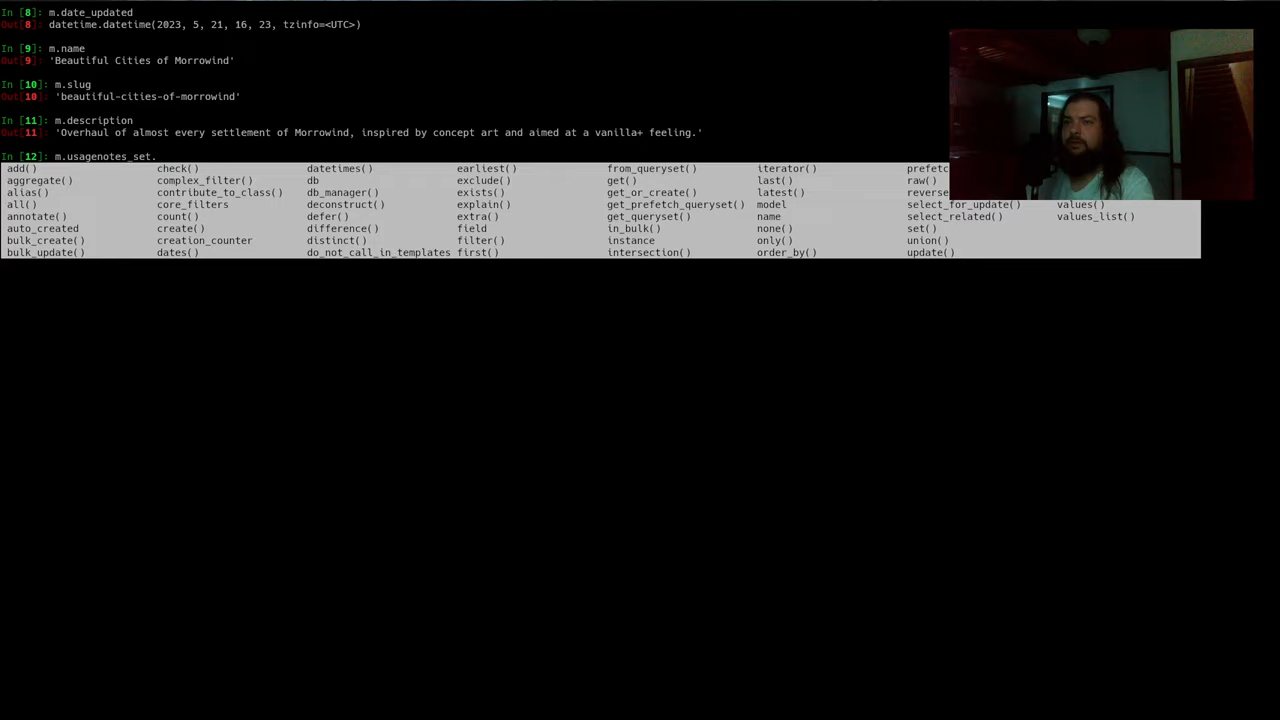 In [8]: m.date_updated
Out[8]: datetime.datetime(2023, 5, 21, 16, 23, tzinfo=<UTC>)
In [9]: m.name
Out[9]: 'Beautiful Cities of Morrowind'
In [10]: m.slug
Out[10]: 'beautiful-cities-of-morrowind'
In [11]: m.description
Out[11]: 'Overhaul of almost every settlement of Morrowind, inspired by concept art and aimed at a vanilla+ feeling.'
In [12]: m.usagenotes_set.
add() check() datetimes() earliest() from_queryset() iterator() prefetc
aggregate() complex_filter() db exclude() get() last() raw()
alias() contribute_to_class() db_manager() exists() get_or_create() latest() reverse
all() core_filters deconstruct() explain() get_prefetch_queryset() model select_for_update() values()
annotate() count() defer() extra() get_queryset() name select_related() values_list()
auto_created create() difference() field in_bulk() none() set()
bulk_create() creation_counter distinct() filter() instance only() union()
bulk_update() dates() do_not_call_in_templates first() intersection() order_by() update()